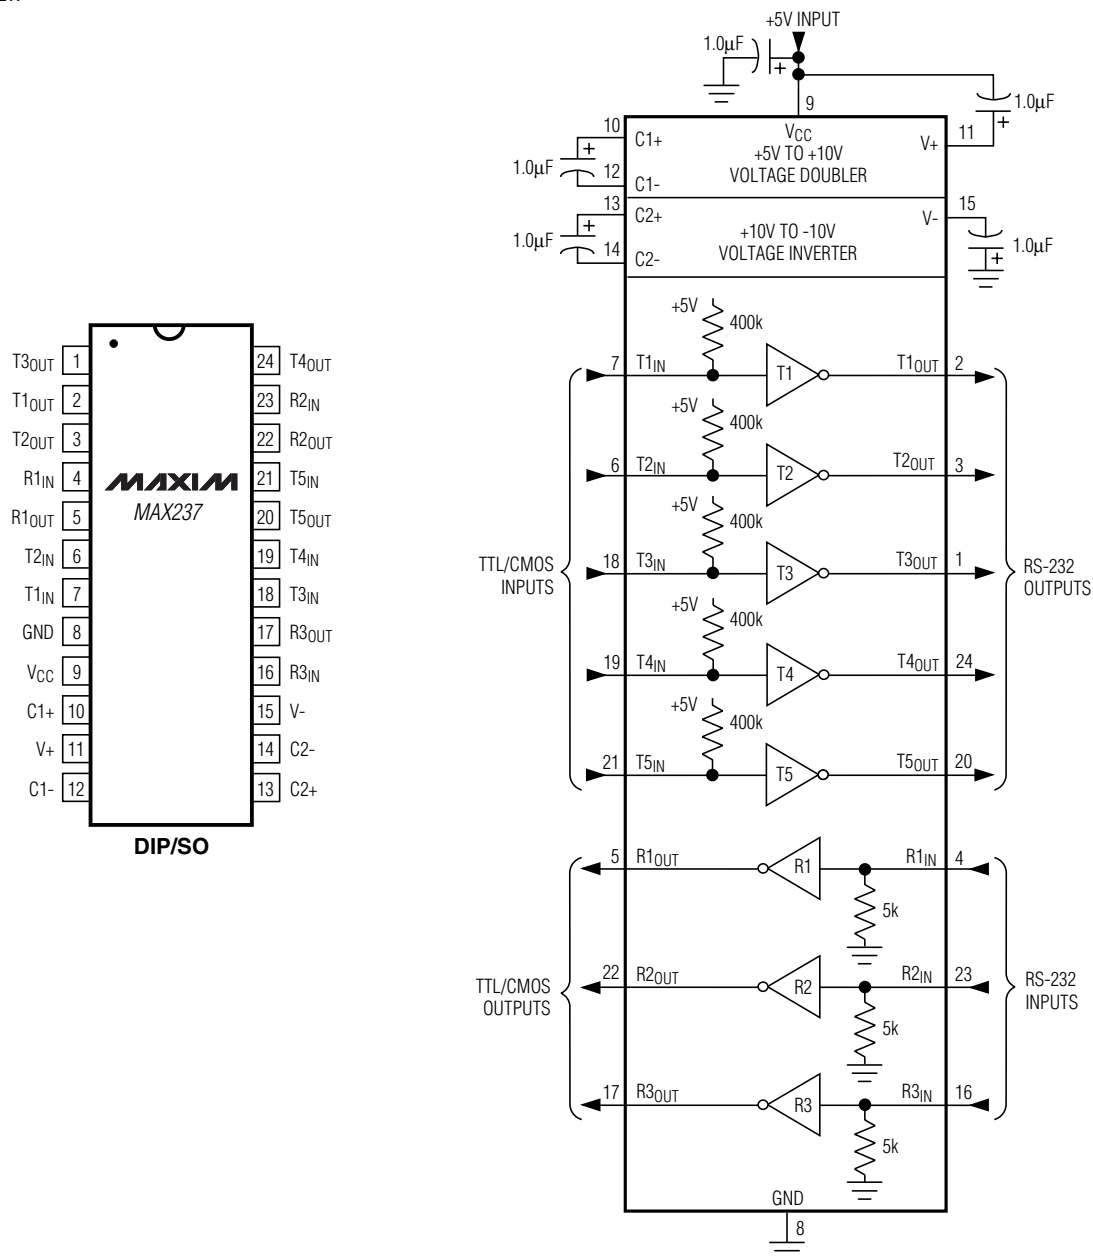 T3OUT 1
T1OUT 2
T2OUT 3
R1IN 4
R1OUT 5
T2IN 6
T1IN 7
GND 8
VCC 9
C1+ 10
V+ 11
C1- 12
MAXIM
MAX237
24 T4OUT
23 R2IN
22 R2OUT
21 T5IN
20 T5OUT
19 T4IN
18 T3IN
17 R3OUT
16 R3IN
15 V-
14 C2-
13 C2+
DIP/SO
+5V INPUT
1.0µF
+
9
1.0µF
+
10
C1+
VCC
+5V TO +10V
VOLTAGE DOUBLER
V+
11
1.0µF
+
12
C1-
13
C2+
+10V TO -10V
VOLTAGE INVERTER
V-
15
1.0µF
+
14
C2-
1.0µF
+
+5V
400k
7 T1IN T1 T1OUT 2
+5V
400k
6 T2IN T2 T2OUT 3
+5V
400k
18 T3IN T3 T3OUT 1
TTL/CMOS
INPUTS
RS-232
OUTPUTS
+5V
400k
19 T4IN T4 T4OUT 24
+5V
400k
21 T5IN T5 T5OUT 20
5 R1OUT R1 R1IN 4
5k
22 R2OUT R2 R2IN 23
5k
TTL/CMOS
OUTPUTS
RS-232
INPUTS
17 R3OUT R3 R3IN 16
5k
GND
8